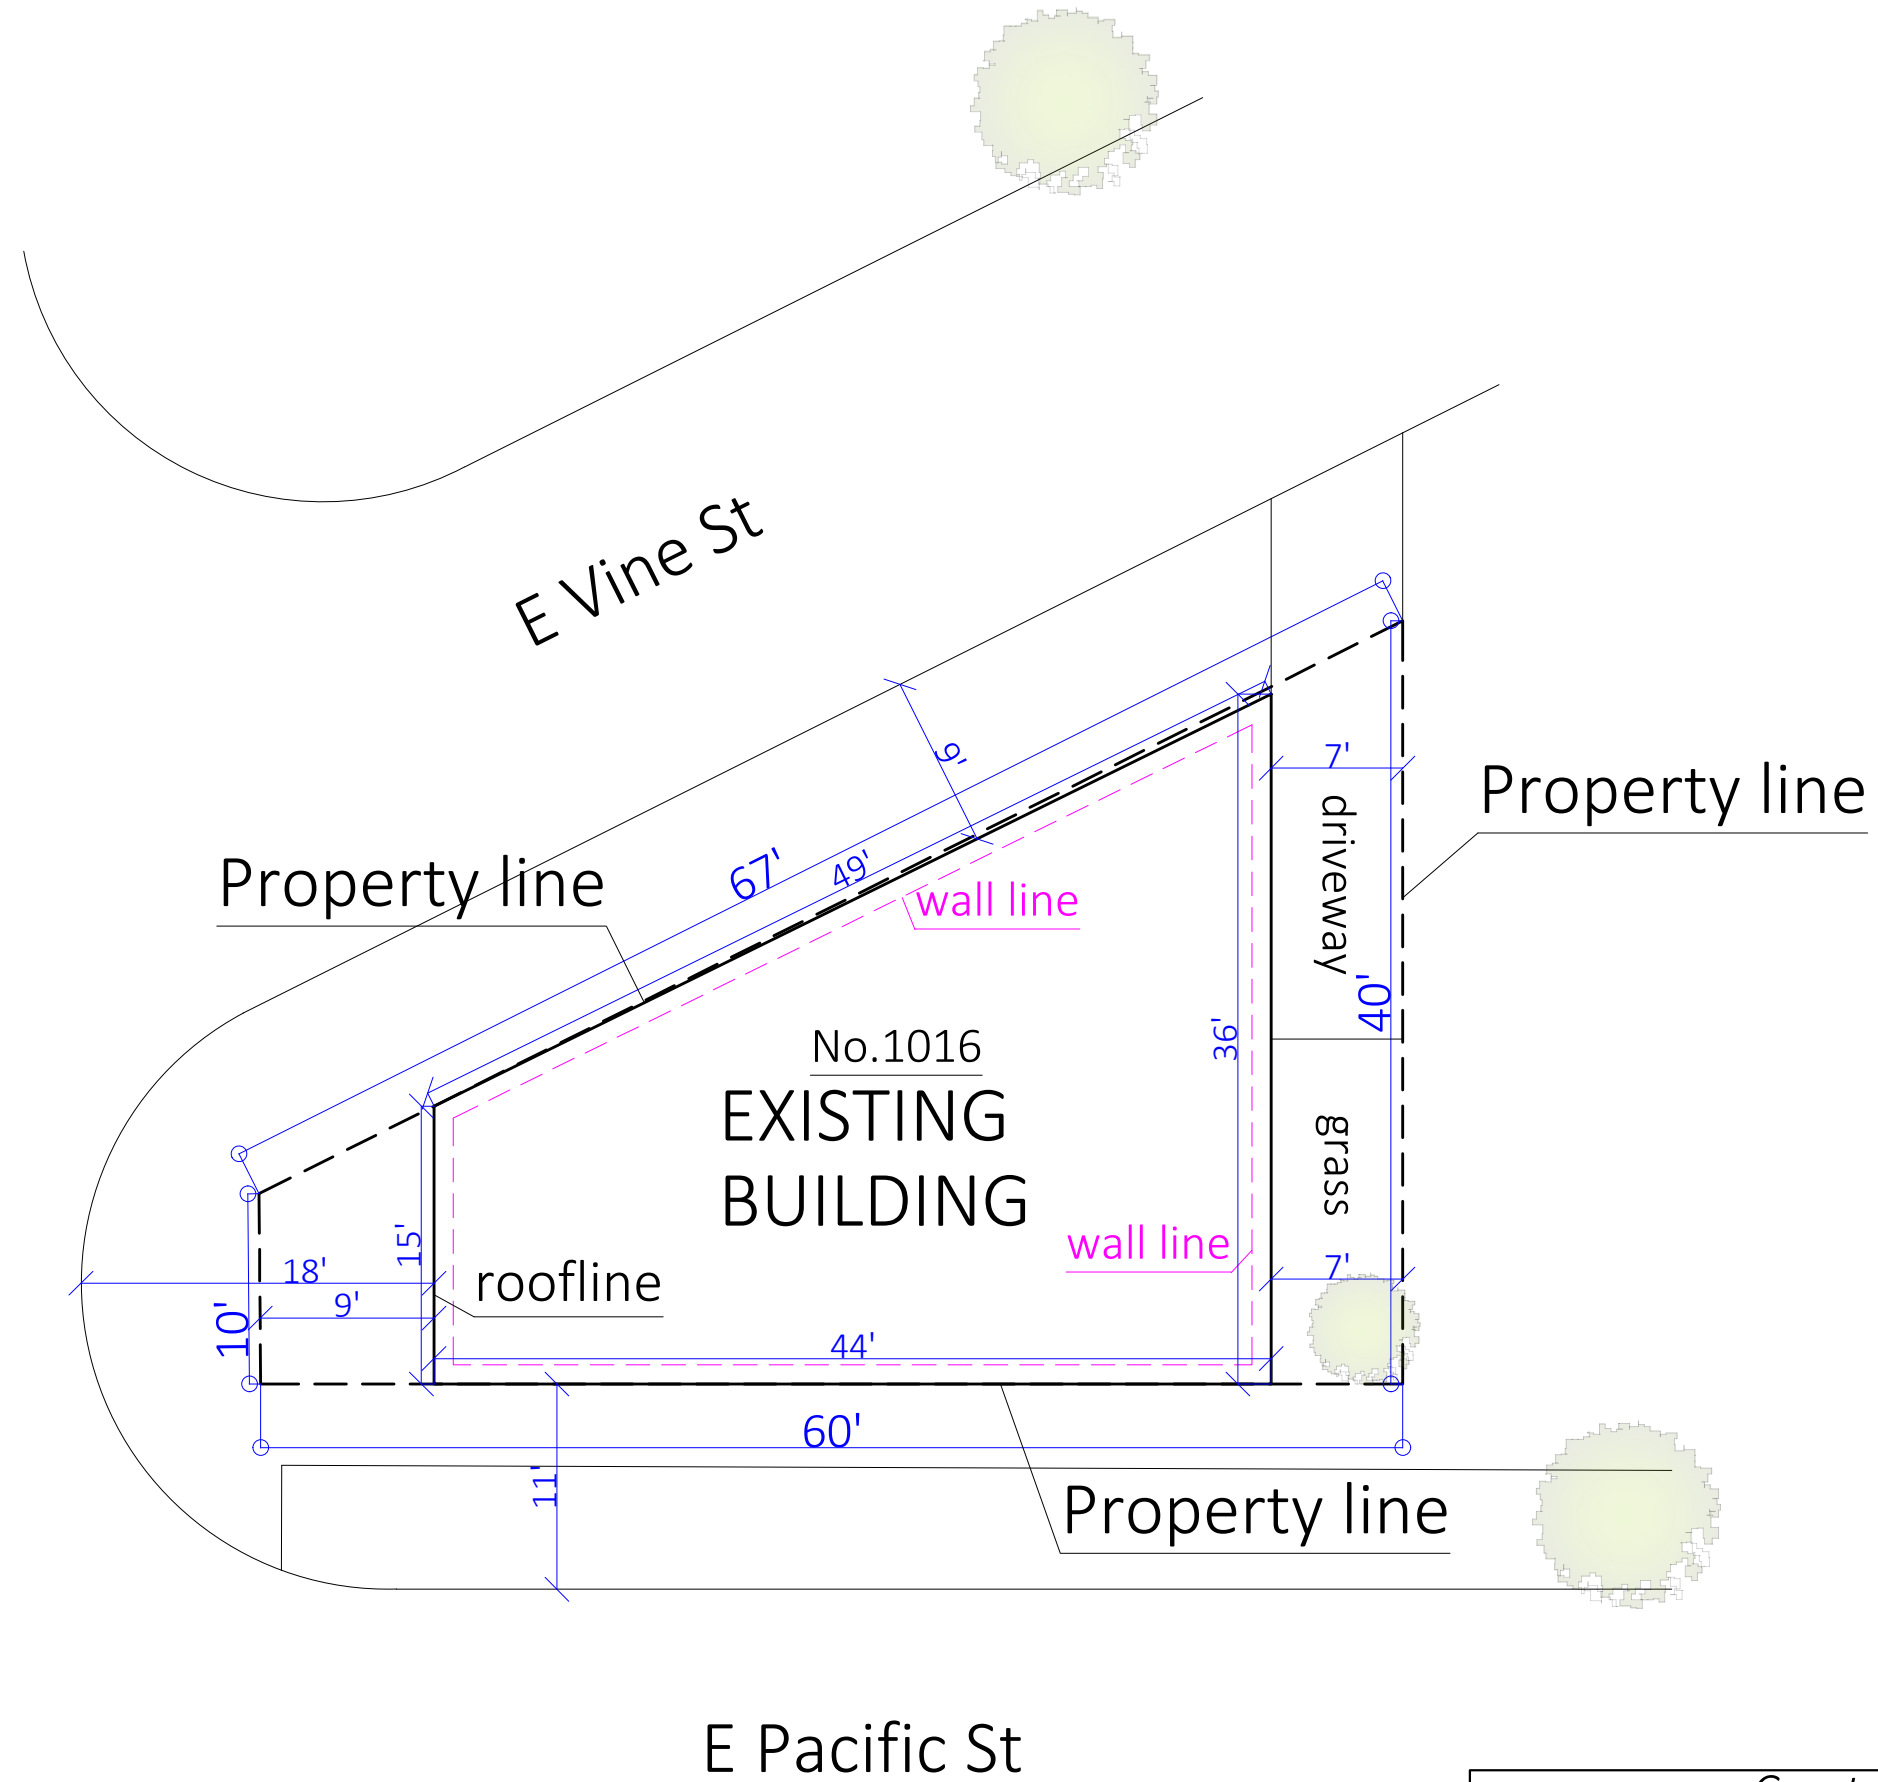 E Vine St
9'
7'
Property line
driveway
67'
49'
Property line
wall line
40'
36'
No.1016
EXISTING
BUILDING
grass
15'
wall line
18'
roofline
7'
9'
10'
44'
60'
11'
Property line
E Pacific St